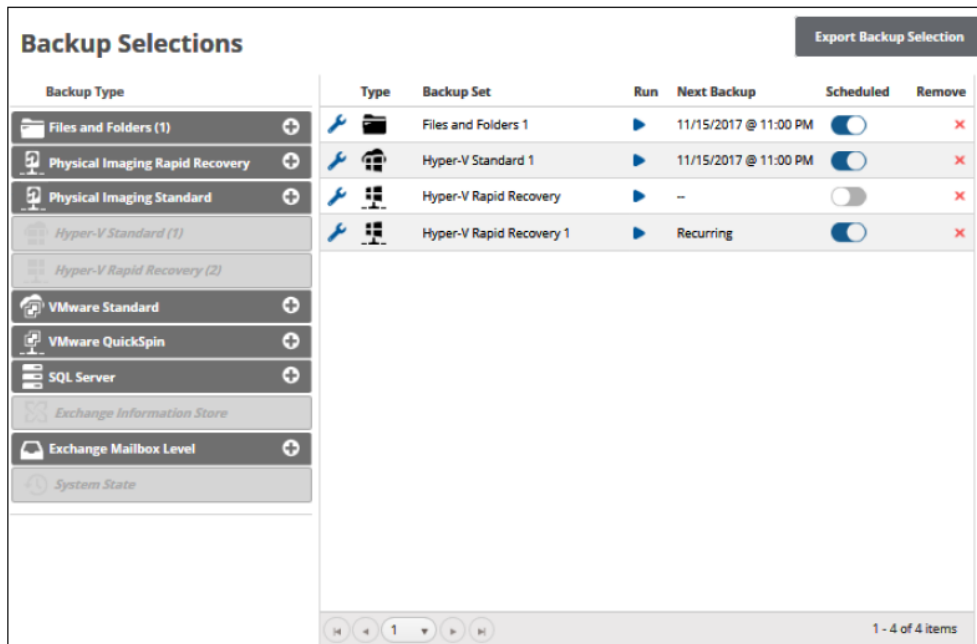 Backup Selections
Export Backup Selection
Backup Type
Files and Folders (1)
Physical Imaging Rapid Recovery
Physical Imaging Standard
Hyper-V Standard (1)
Hyper-V Rapid Recovery (2)
VMware Standard
VMware QuickSpin
SQL Server
Exchange Information Store
Exchange Mailbox Level
System State
Type Backup Set Run Next Backup Scheduled Remove
Files and Folders 1 11/15/2017 @ 11:00 PM
Hyper-V Standard 1 11/15/2017 @ 11:00 PM
Hyper-V Rapid Recovery --
Hyper-V Rapid Recovery 1 Recurring
1
1 - 4 of 4 items